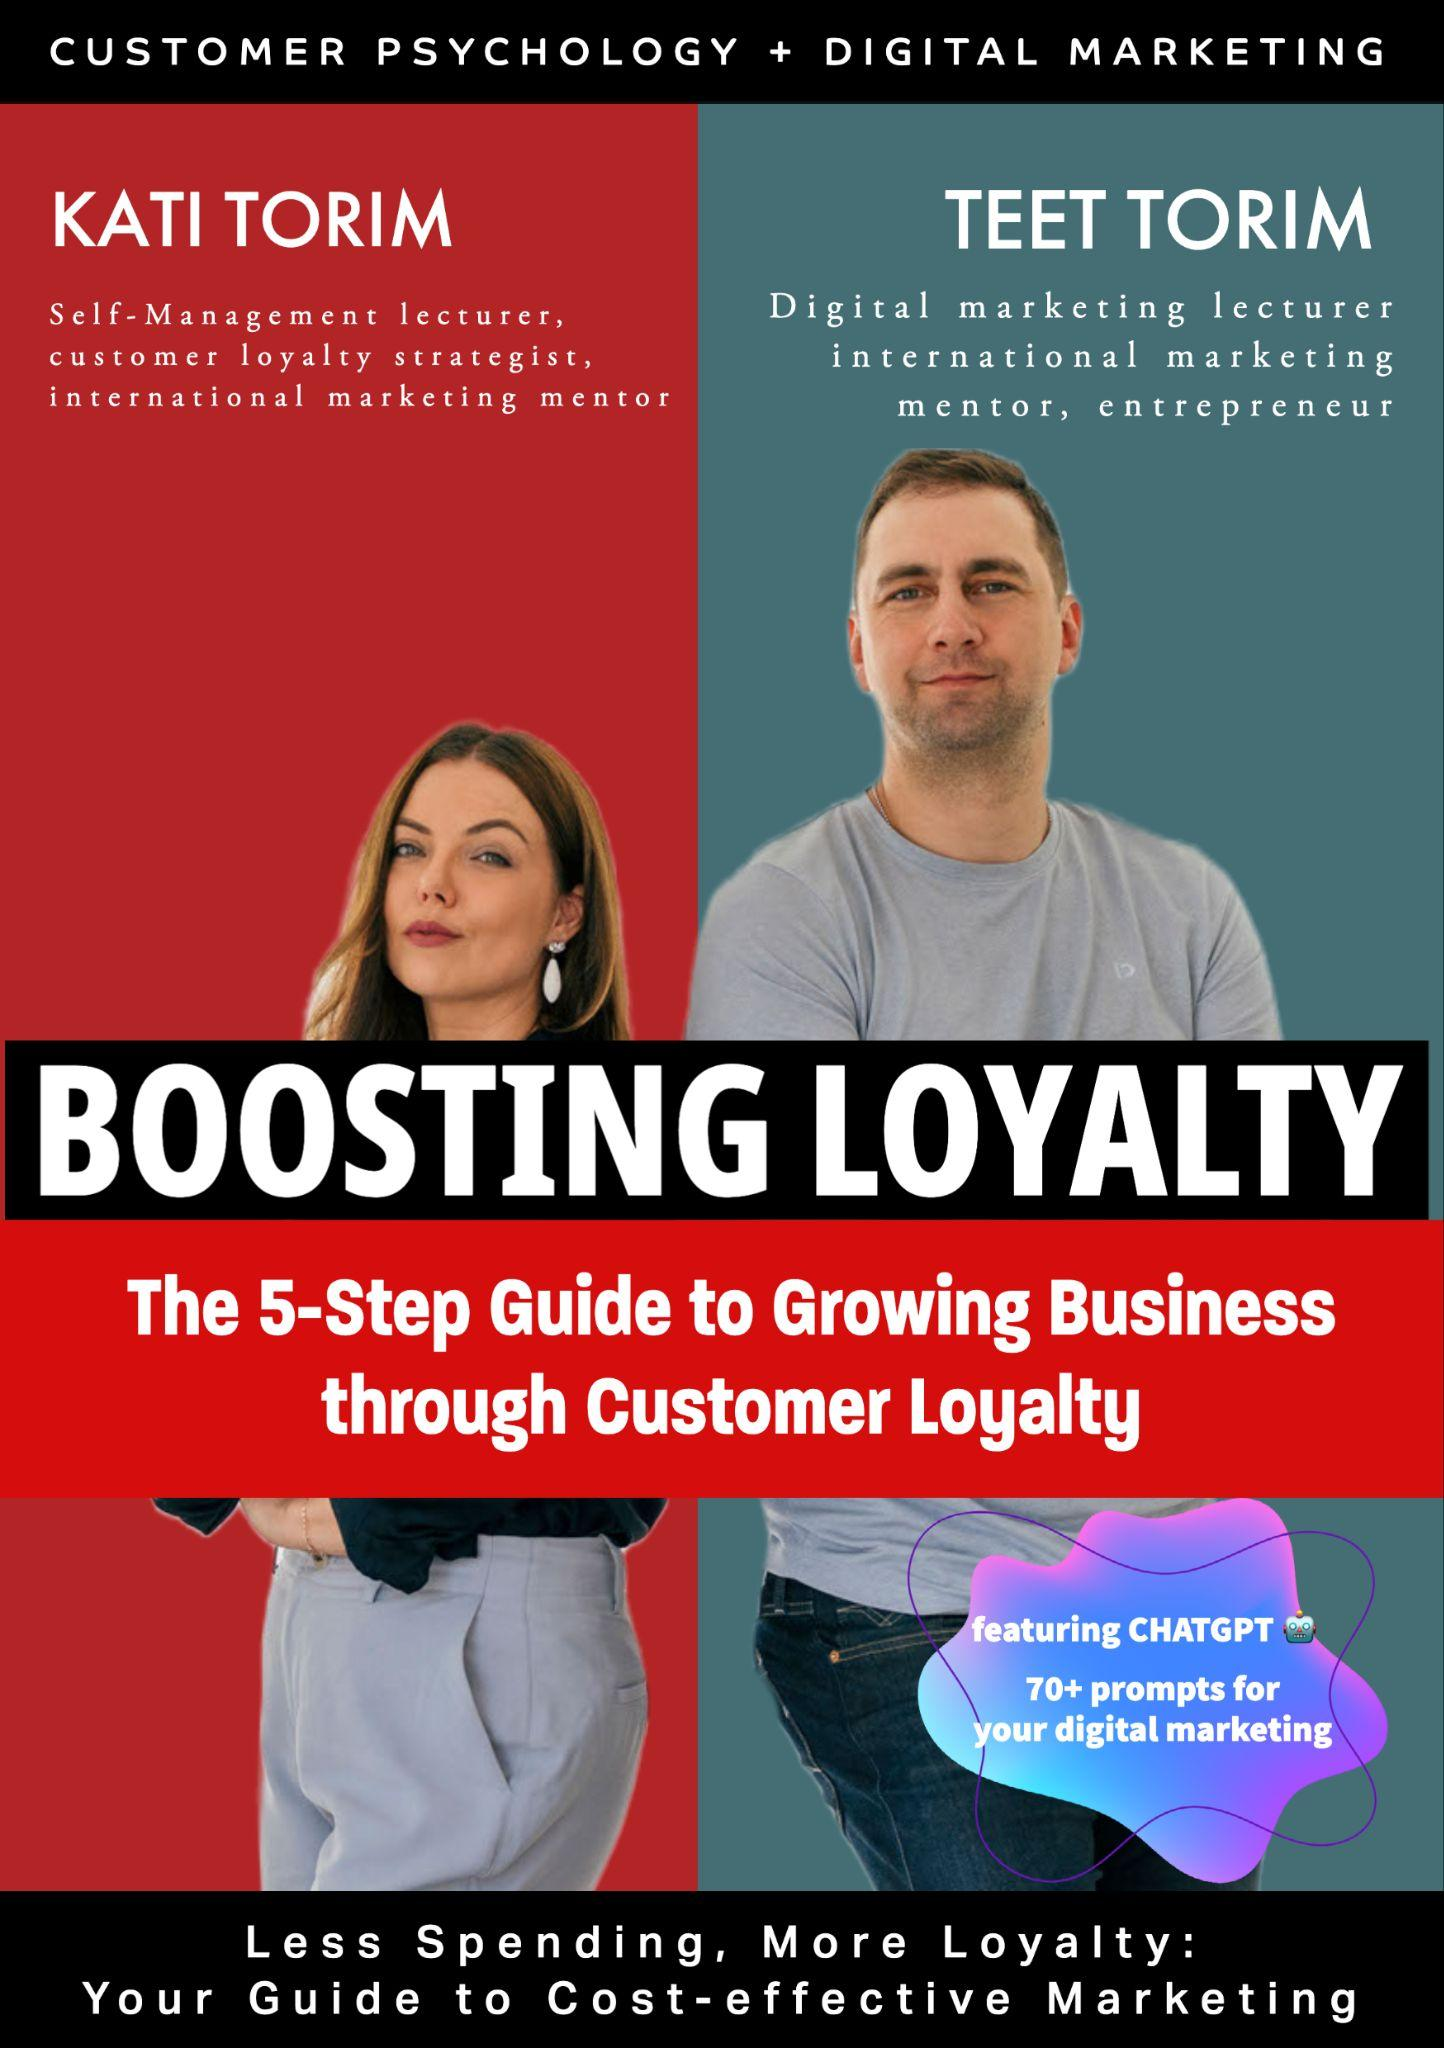 CUSTOMER PSYCHOLOGY + DIGITAL MARKETING
KATI TORIM
Self-Management lecturer,
customer loyalty strategist,
international marketing mentor
TEET TORIM
Digital marketing lecturer
international marketing
mentor, entrepreneur
BOOSTING LOYALTY
The 5-Step Guide to Growing Business
through Customer Loyalty
featuring CHATGPT 🤖
70+ prompts for
your digital marketing
Less Spending, More Loyalty:
Your Guide to Cost-effective Marketing